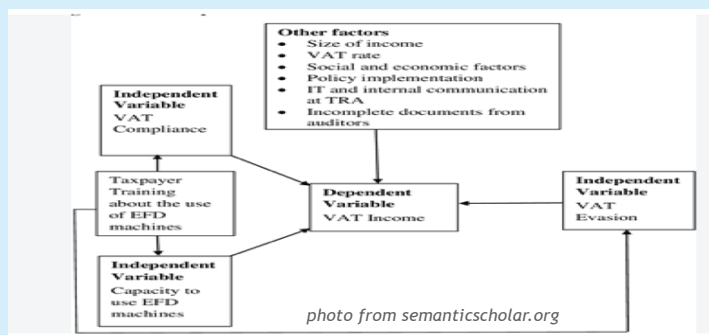 Other factors
• Size of income
• VAT rate
• Social and economic factors
• Policy implementation
• IT and internal communication
at TRA
• Incomplete documents from
auditors
Independent
Variable
VAT
Compliance
Taxpayer
Training
about the use
of EFD
machines
Dependent
Variable
VAT Income
Independent
Variable
VAT
Evasion
Independent
Variable
Capacity to
use EFD
machines
photo from semanticscholar.org